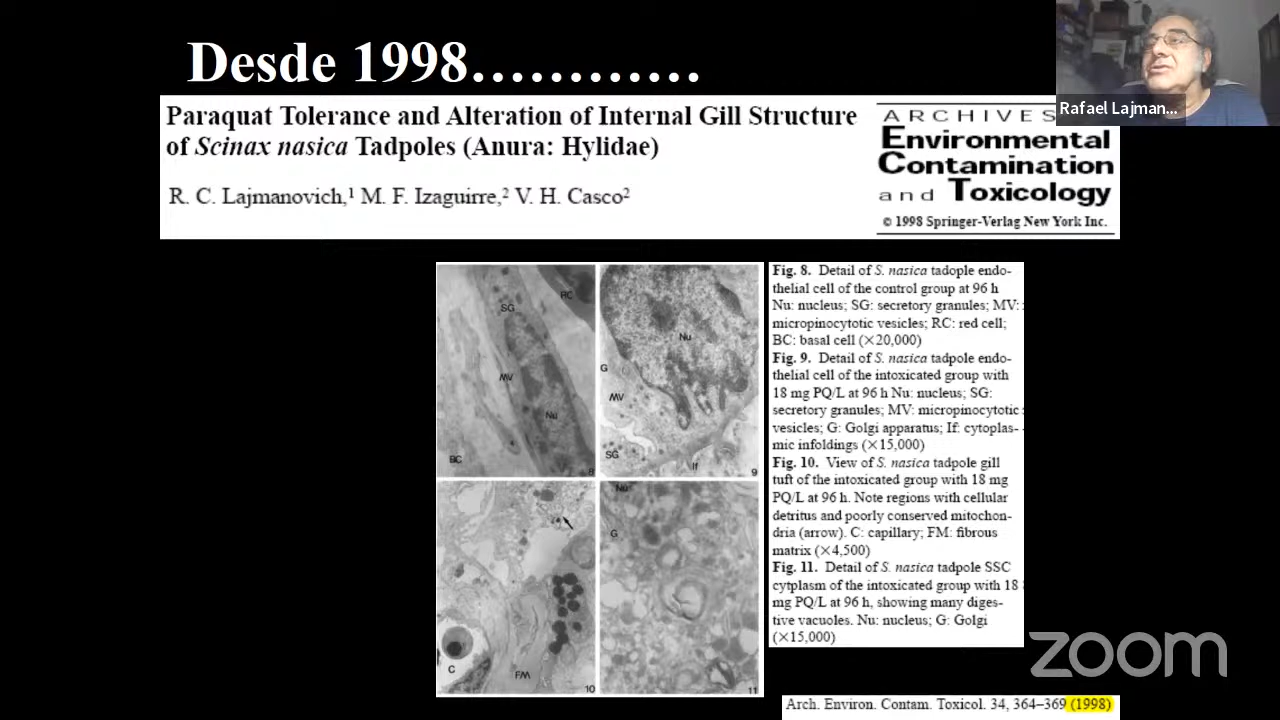 Desde 1998…………
Rafael Lajman...
Paraquat Tolerance and Alteration of Internal Gill Structure
of Scinax nasica Tadpoles (Anura: Hylidae)
R. C. Lajmanovich,¹ M. F. Izaguirre,² V. H. Casco²
ARCHIVES
Environmental
Contamination
and Toxicology
© 1998 Springer-Verlag New York Inc.
SG
RC
MV
Nu
BC
8
Nu
G
MV
SG
If
9
C
FM
10
Nu
G
11
Fig. 8. Detail of S. nasica tadople endo-
thelial cell of the control group at 96 h
Nu: nucleus; SG: secretory granules; MV:
micropinocytotic vesicles; RC: red cell;
BC: basal cell (×20,000)
Fig. 9. Detail of S. nasica tadpole endo-
thelial cell of the intoxicated group with
18 mg PQ/L at 96 h Nu: nucleus; SG:
secretory granules; MV: micropinocytotic
vesicles; G: Golgi apparatus; If: cytoplas-
mic infoldings (×15,000)
Fig. 10. View of S. nasica tadpole gill
tuft of the intoxicated group with 18 mg
PQ/L at 96 h. Note regions with cellular
detritus and poorly conserved mitochon-
dria (arrow). C: capillary; FM: fibrous
matrix (×4,500)
Fig. 11. Detail of S. nasica tadpole SSC
cytplasm of the intoxicated group with 18
mg PQ/L at 96 h, showing many diges-
tive vacuoles. Nu: nucleus; G: Golgi
(×15,000)
zoom
Arch. Environ. Contam. Toxicol. 34, 364–369 (1998)